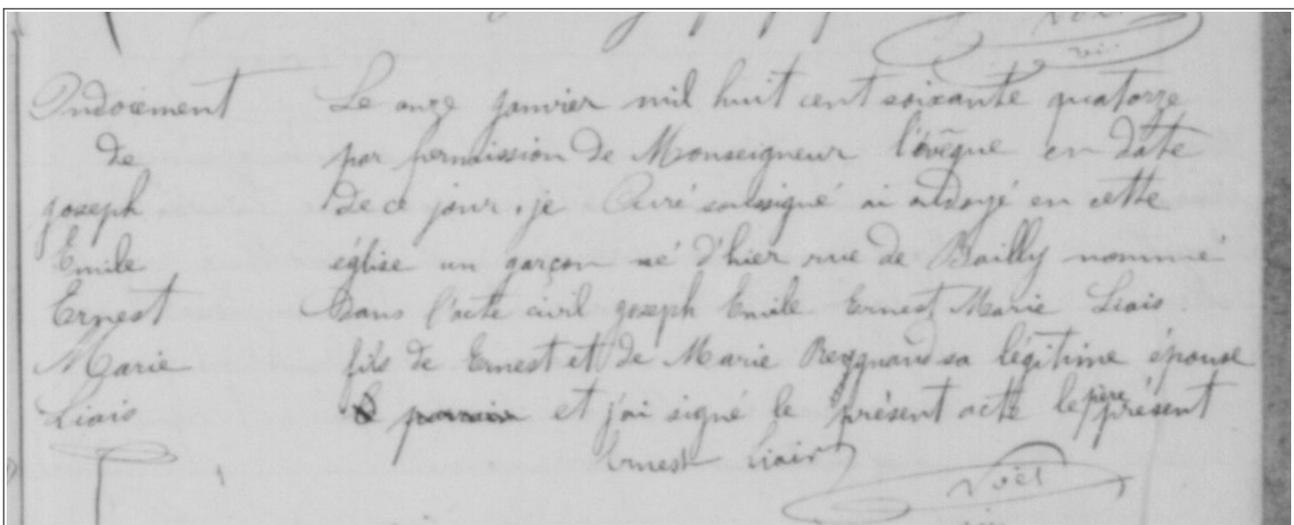 Ondoiement
de
Joseph
Emile
Ernest
Marie
Liais
Le onze janvier mil huit cent soixante quatorze
par permission de Monseigneur l'évêque en date
de ce jour, je Curé soussigné ai ondoyé en cette
église un garçon né d'hier rue de Bailly nommé
dans l'acte civil joseph Emile Ernest Marie Liais
fils de Ernest et de Marie Reygnaud sa légitime épouse
et j'ai signé le présent acte le père présent
Ernest Liais
Noël